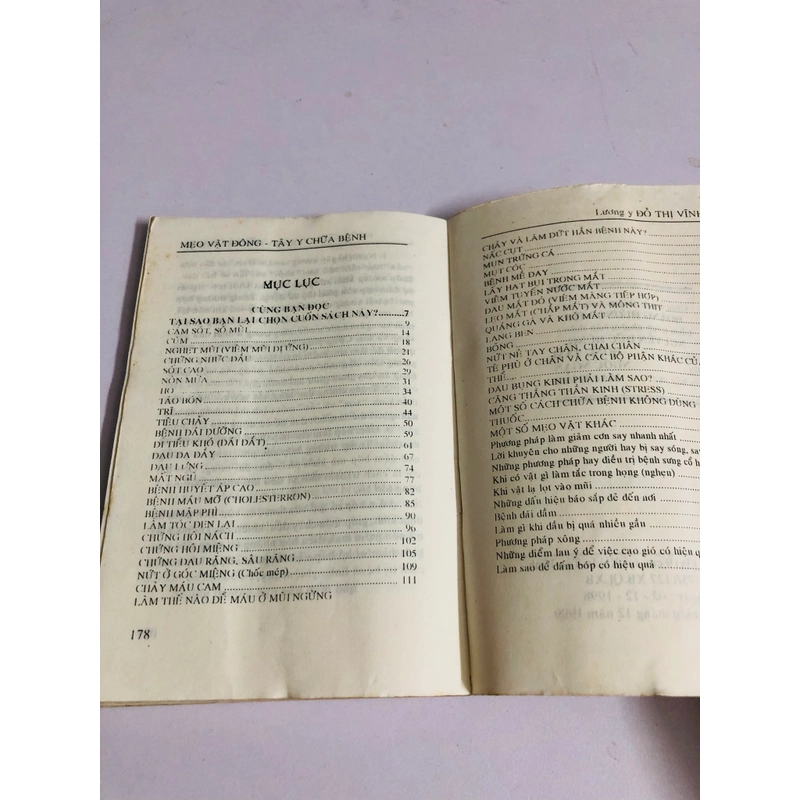 MẸO VẶT ĐÔNG - TÂY Y CHỮA BỆNH
MỤC LỤC
CÙNG BẠN ĐỌC
TẠI SAO BẠN LẠI CHỌN CUỐN SÁCH NÀY?.......7
CẢM SỐT, SỔ MŨI 9
CÚM 14
NGHẸT MŨI (VIÊM MŨI DỊ ỨNG) 18
CHỨNG NHỨC ĐẦU 21
SỐT CAO 26
NÔN MỬA 29
HO 31
TÁO BÓN 34
TRĨ 40
TIÊU CHẢY 44
BỆNH ĐÁI ĐƯỜNG 50
ĐI TIỂU KHÓ (ĐÁI DẮT) 59
ĐAU DẠ DÀY 61
ĐAU LƯNG 67
MẤT NGỦ 74
BỆNH HUYẾT ÁP CAO 77
BỆNH MÁU MỠ (CHOLESTERRON) 82
BỆNH MẬP PHÌ 85
LÀM TÓC ĐEN LẠI 90
CHỨNG HÔI NÁCH 96
CHỨNG HÔI MIỆNG 102
CHỨNG ĐAU RĂNG, SÂU RĂNG 105
NỨT Ở GÓC MIỆNG (Chốc mép) 109
CHẢY MÁU CAM 111
LÀM THẾ NÀO ĐỂ MÁU Ở MŨI NGỪNG
178
Lương y ĐỖ THỊ VĨNH
CHẢY VÀ LÀM DỨT HẲN BỆNH NÀY?
NẤC CỤT
MỤN TRỨNG CÁ
MỤT CÓC
BỆNH MỀ ĐAY
LẤY HẠT BỤI TRONG MẮT
VIÊM TUYẾN NƯỚC MẮT
ĐAU MẮT ĐỎ (VIÊM MÀNG TIẾP HỢP)
LẸO MẮT (CHẮP MẮT) VÀ MỘNG THỊT
QUÁNG GÀ VÀ KHÔ MẮT
LANG BEN
BỎNG
NỨT NẺ TAY CHÂN, CHAI CHÂN
TÊ PHÙ Ở CHÂN VÀ CÁC BỘ PHẬN KHÁC
THỂ...
ĐAU BỤNG KINH PHẢI LÀM SAO?
CĂNG THẲNG THẦN KINH (STRESS)
MỘT SỐ CÁCH CHỮA BỆNH KHÔNG DÙNG
THUỐC
MỘT SỐ MẸO VẶT KHÁC
Phương pháp làm giảm cơn say nhanh nhất
Lời khuyên cho những người hay bị say sóng,
Những phương pháp hay điều trị bệnh sưng cổ
Khi có vật gì làm tắc trong họng (nghẹn)
Khi vật lạ lọt vào mũi
Những dấu hiệu báo sắp đẻ đến nơi
Bệnh đái dầm
Làm gì khi đầu bị quá nhiều gầu
Phương pháp xông
Những điểm lưu ý để việc cạo gió có hiệu
Làm sao để đấm bóp có hiệu quả